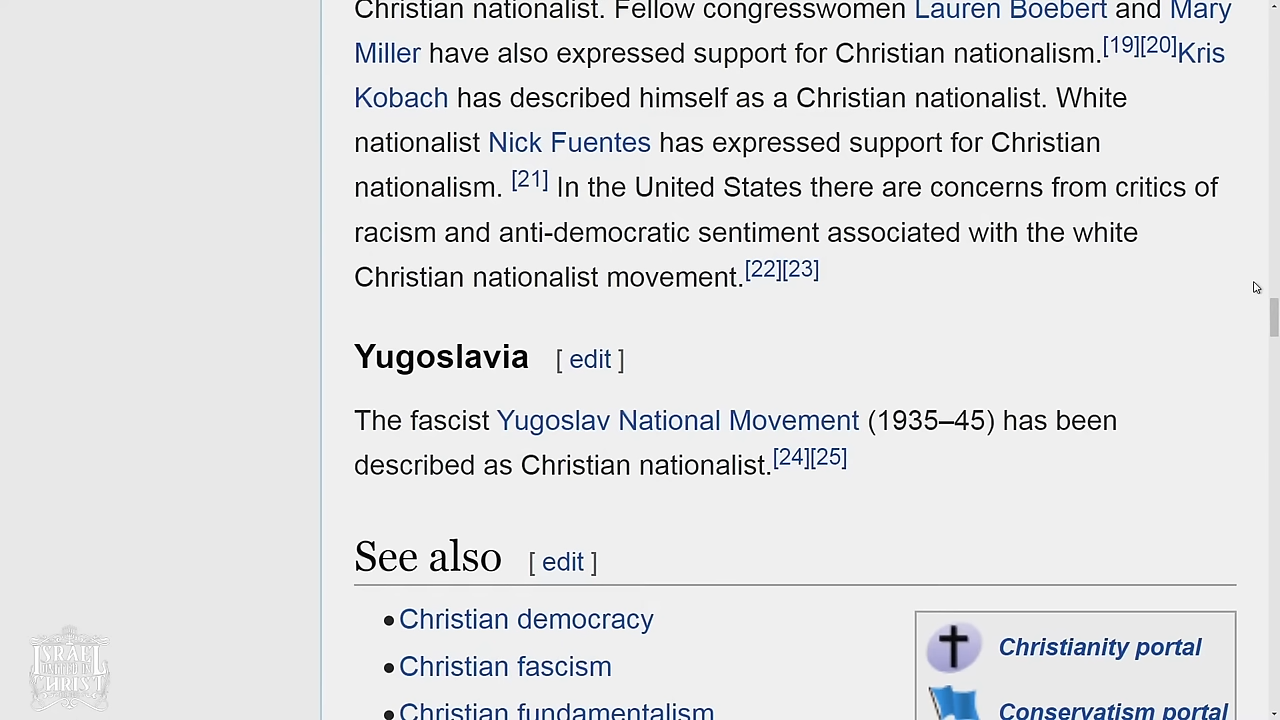 Christian nationalist. Fellow congresswomen Lauren Boebert and Mary
Miller have also expressed support for Christian nationalism.[19][20]Kris
Kobach has described himself as a Christian nationalist. White
nationalist Nick Fuentes has expressed support for Christian
nationalism. [21] In the United States there are concerns from critics of
racism and anti-democratic sentiment associated with the white
Christian nationalist movement.[22][23]
Yugoslavia [ edit ]
The fascist Yugoslav National Movement (1935–45) has been
described as Christian nationalist.[24][25]
See also [ edit ]
•Christian democracy
•Christian fascism
•Christian fundamentalism
Christianity portal
Conservatism portal
ISRAEL
UNITED IN
CHRIST